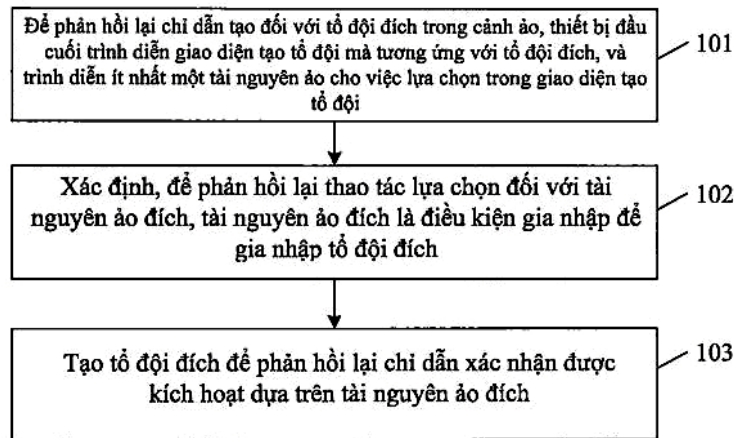 Để phản hồi lại chỉ dẫn tạo đối với tổ đội đích trong cảnh ảo, thiết bị đầu
cuối trình diễn giao diện tạo tổ đội mà tương ứng với tổ đội đích, và
trình diễn ít nhất một tài nguyên ảo cho việc lựa chọn trong giao diện tạo
tổ đội
101
Xác định, để phản hồi lại thao tác lựa chọn đối với tài
nguyên ảo đích, tài nguyên ảo đích là điều kiện gia nhập để
gia nhập tổ đội đích
102
Tạo tổ đội đích để phản hồi lại chỉ dẫn xác nhận được
kích hoạt dựa trên tài nguyên ảo đích
103